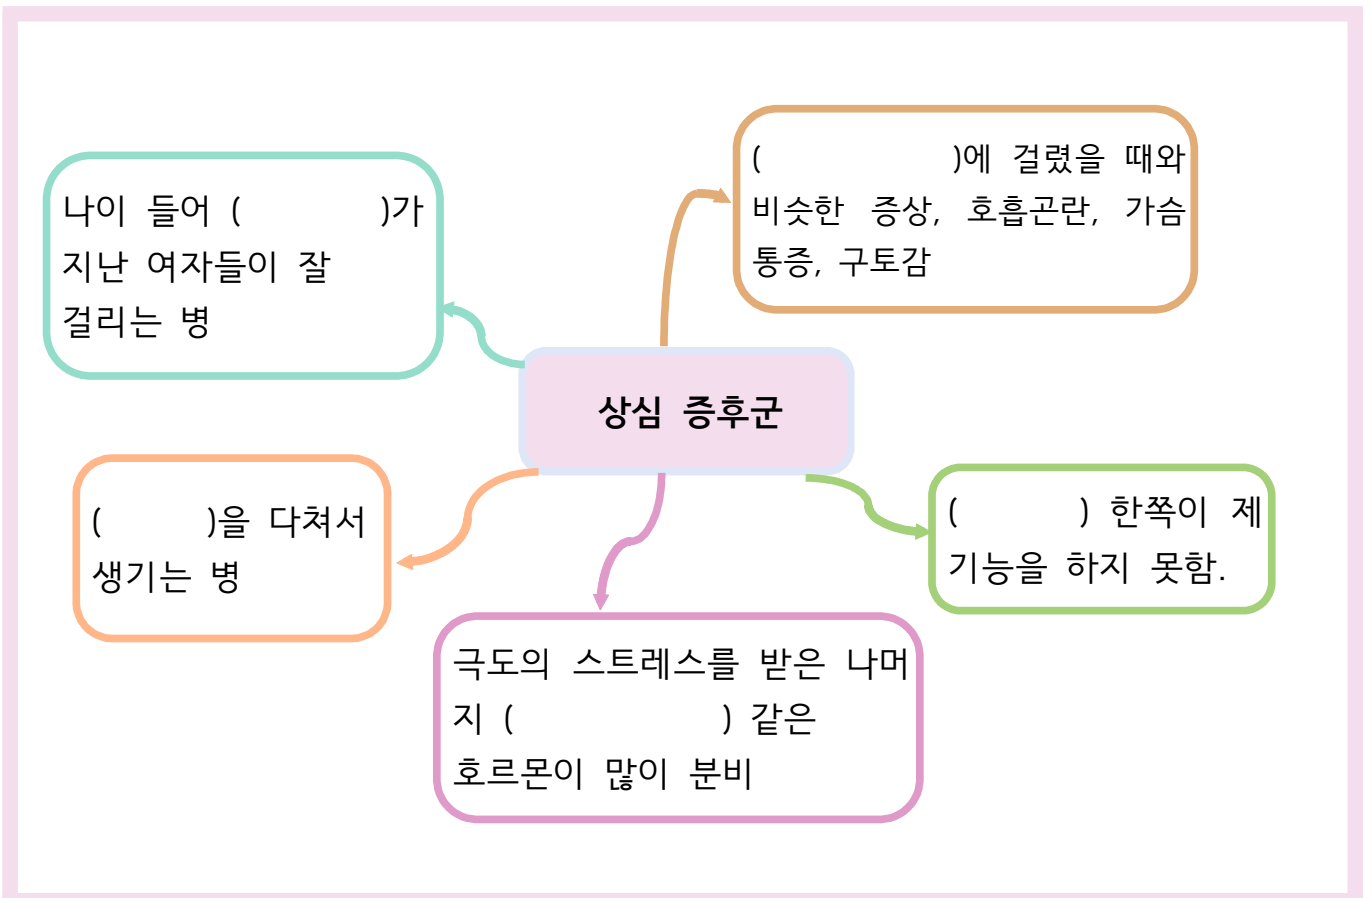 나이 들어 (        )가
지난 여자들이 잘
걸리는 병
(            )에 걸렸을 때와
비슷한 증상, 호흡곤란, 가슴
통증, 구토감
상심 증후군
(      )을 다쳐서
생기는 병
(       ) 한쪽이 제
기능을 하지 못함.
극도의 스트레스를 받은 나머
지 (            ) 같은
호르몬이 많이 분비